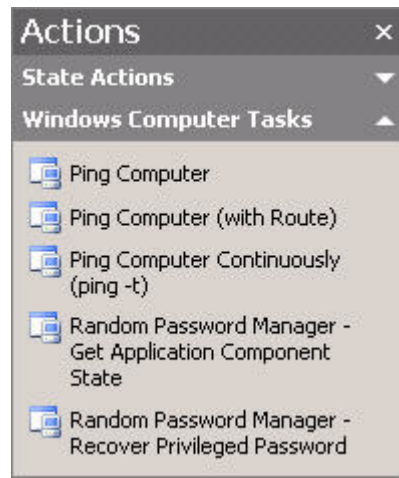 Actions
State Actions
Windows Computer Tasks
Ping Computer
Ping Computer (with Route)
Ping Computer Continuously
(ping -t)
Random Password Manager -
Get Application Component
State
Random Password Manager -
Recover Privileged Password